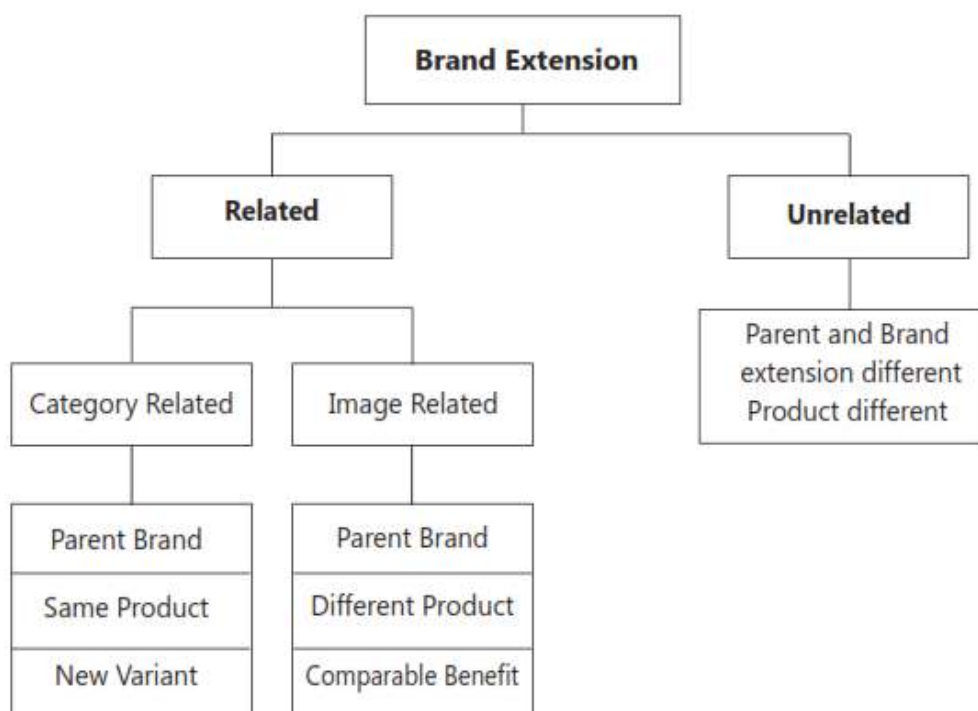 Brand Extension
Related
Unrelated
Parent and Brand
extension different
Product different
Category Related
Image Related
Parent Brand
Same Product
New Variant
Parent Brand
Different Product
Comparable Benefit